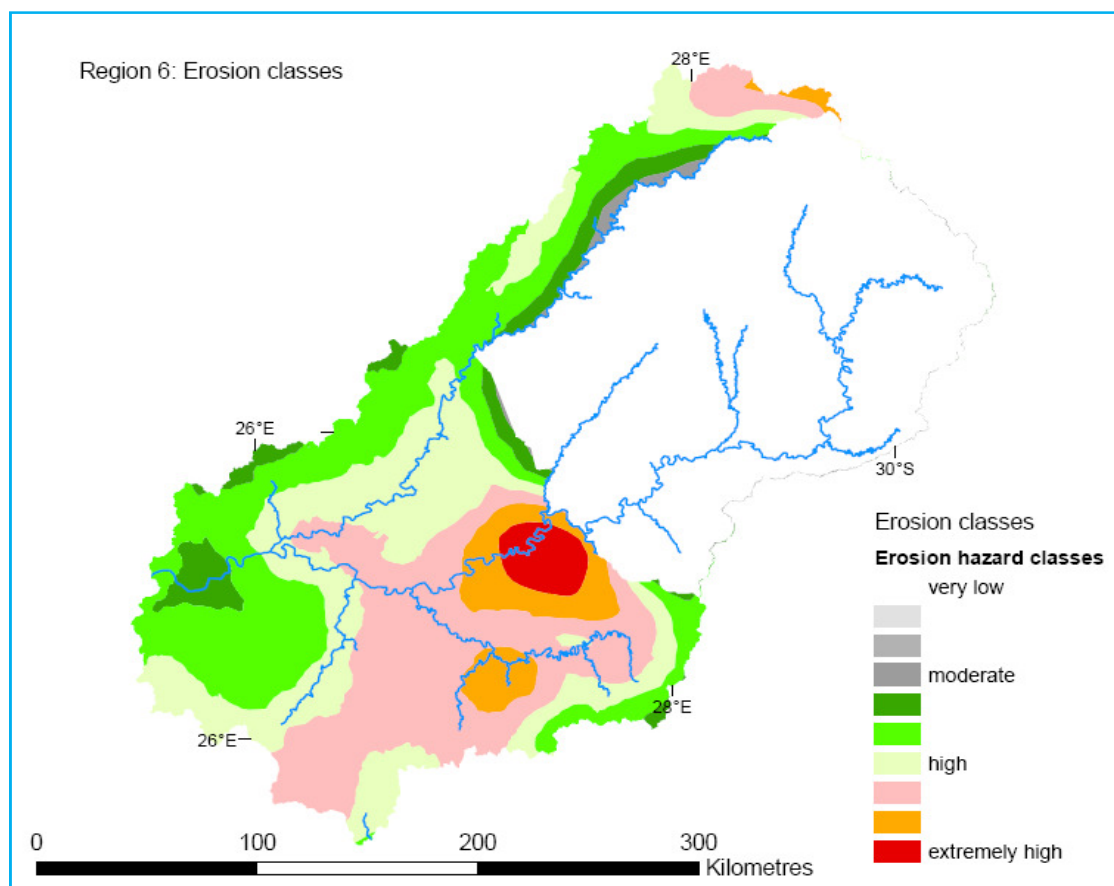 Region 6: Erosion classes
28°E
26°E
30°S
Erosion classes
Erosion hazard classes
very low
moderate
28°E
26°E
high
extremely high
0 100 200 300
Kilometres